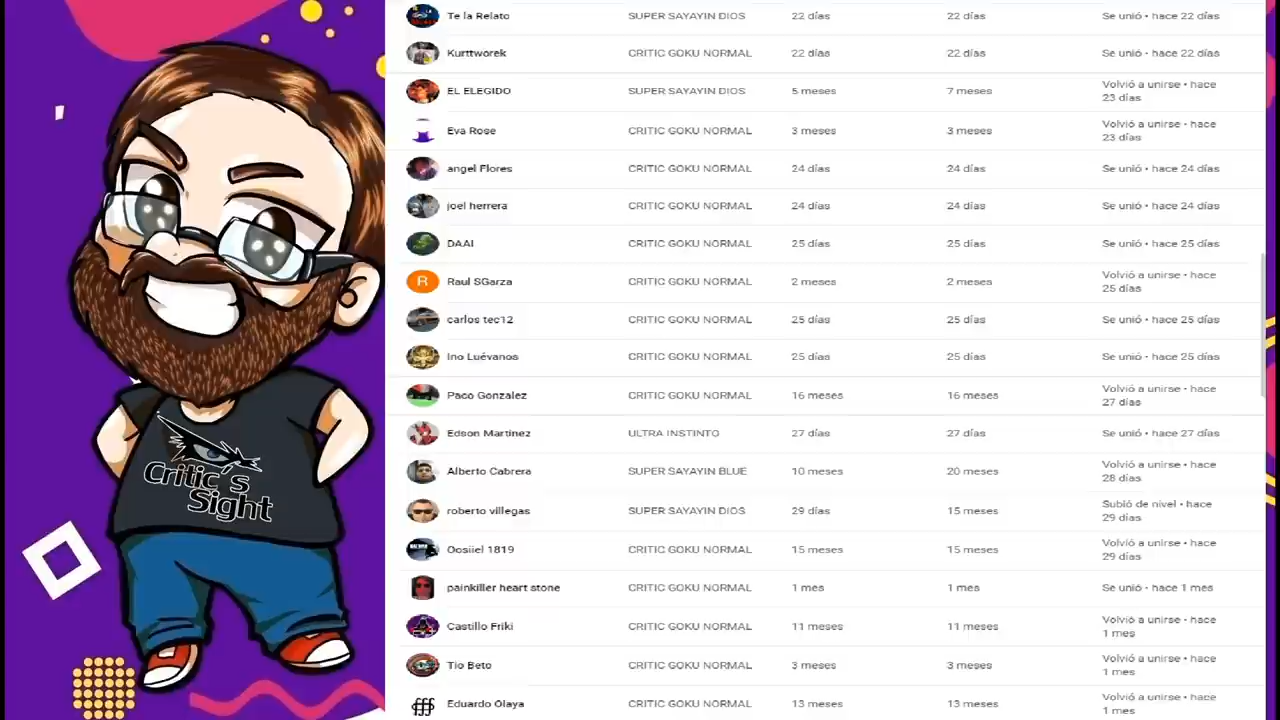 Te la Relato SUPER SAYAYIN DIOS 22 días 22 días Se unió • hace 22 días
Kurttworek CRITIC GOKU NORMAL 22 días 22 días Se unió • hace 22 días
EL ELEGIDO SUPER SAYAYIN DIOS 5 meses 7 meses Volvió a unirse • hace
23 días
Eva Rose CRITIC GOKU NORMAL 3 meses 3 meses Volvió a unirse • hace
23 días
angel Flores CRITIC GOKU NORMAL 24 días 24 días Se unió • hace 24 días
joel herrera CRITIC GOKU NORMAL 24 días 24 días Se unió • hace 24 días
DAAI CRITIC GOKU NORMAL 25 días 25 días Se unió • hace 25 días
R Raul SGarza CRITIC GOKU NORMAL 2 meses 2 meses Volvió a unirse • hace
25 días
carlos tec12 CRITIC GOKU NORMAL 25 días 25 días Se unió • hace 25 días
Ino Luévanos CRITIC GOKU NORMAL 25 días 25 días Se unió • hace 25 días
Paco Gonzalez CRITIC GOKU NORMAL 16 meses 16 meses Volvió a unirse • hace
27 días
Edson Martinez ULTRA INSTINTO 27 días 27 días Se unió • hace 27 días
Alberto Cabrera SUPER SAYAYIN BLUE 10 meses 20 meses Volvió a unirse • hace
28 días
roberto villegas SUPER SAYAYIN DIOS 29 días 15 meses Subió de nivel • hace
29 días
Oosiiel 1819 CRITIC GOKU NORMAL 15 meses 15 meses Volvió a unirse • hace
29 días
painkiller heart stone CRITIC GOKU NORMAL 1 mes 1 mes Se unió • hace 1 mes
Castillo Friki CRITIC GOKU NORMAL 11 meses 11 meses Volvió a unirse • hace
1 mes
Tio Beto CRITIC GOKU NORMAL 3 meses 3 meses Volvió a unirse • hace
1 mes
Eduardo Olaya CRITIC GOKU NORMAL 13 meses 13 meses Volvió a unirse • hace
1 mes
Critic's
Sight